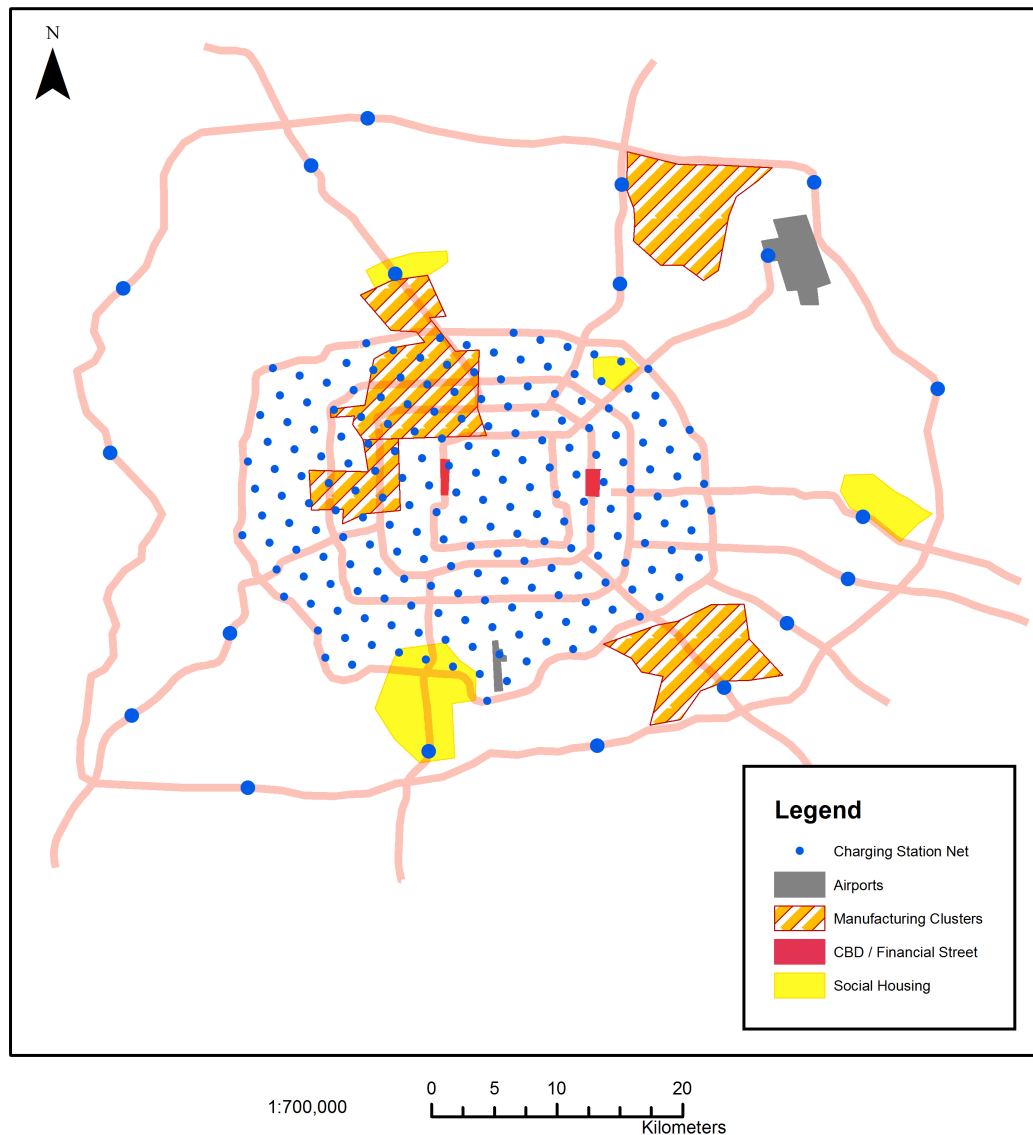 N
Legend
Charging Station Net
Airports
Manufacturing Clusters
CBD / Financial Street
Social Housing
0 5 10 20
1:700,000
Kilometers